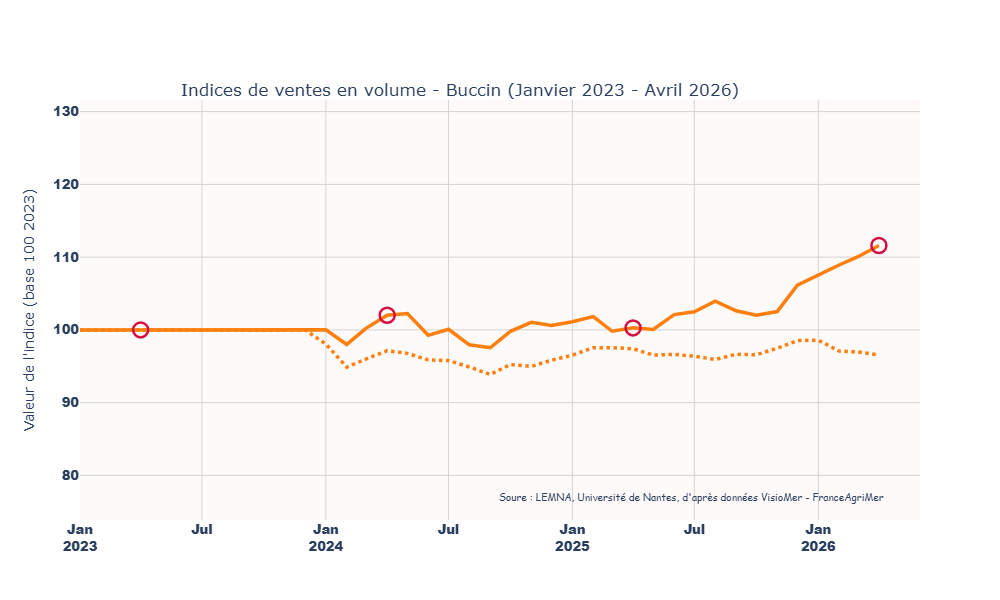 Indices de ventes en volume - Buccin (Janvier 2023 - Avril 2026)
Valeur de l'indice (base 100 2023)
130
120
110
100
90
80
Soure : LEMNA, Université de Nantes, d'après données VisioMer - FranceAgriMer
Jan Jul Jan Jul Jan Jul Jan
2023 2024 2025 2026